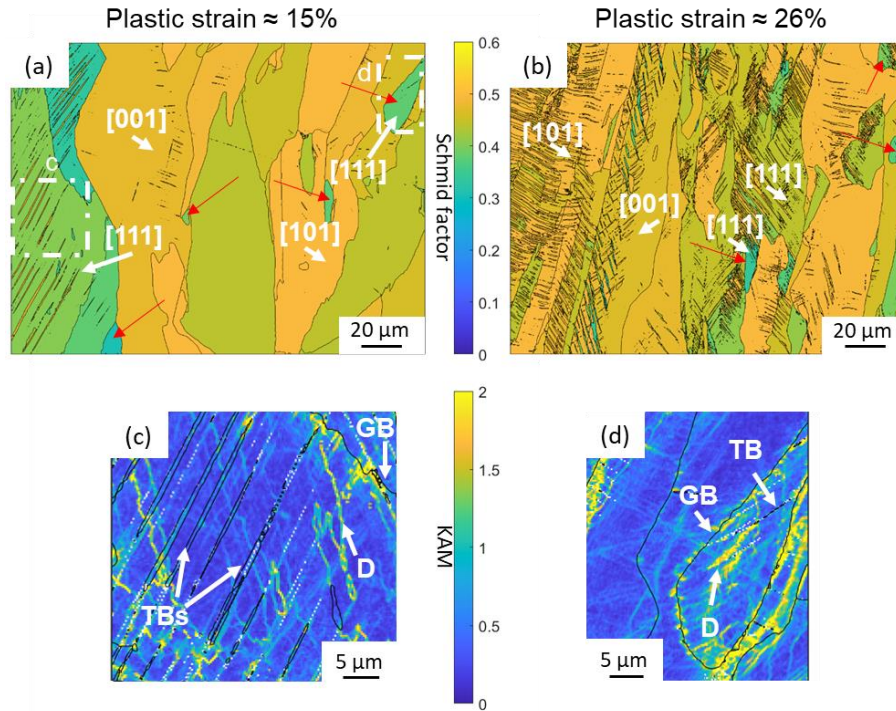 Plastic strain ≈ 15%
Plastic strain ≈ 26%
(a)
d
[001]
[111]
c
[111]
[101]
20 µm
0.6
0.5
0.4
0.3
0.2
0.1
0
Schmid factor
(b)
[101]
[001]
[111]
[111]
20 µm
(c)
GB
D
TBs
5 µm
2
1.5
1
0.5
0
KAM
(d)
TB
GB
D
5 µm